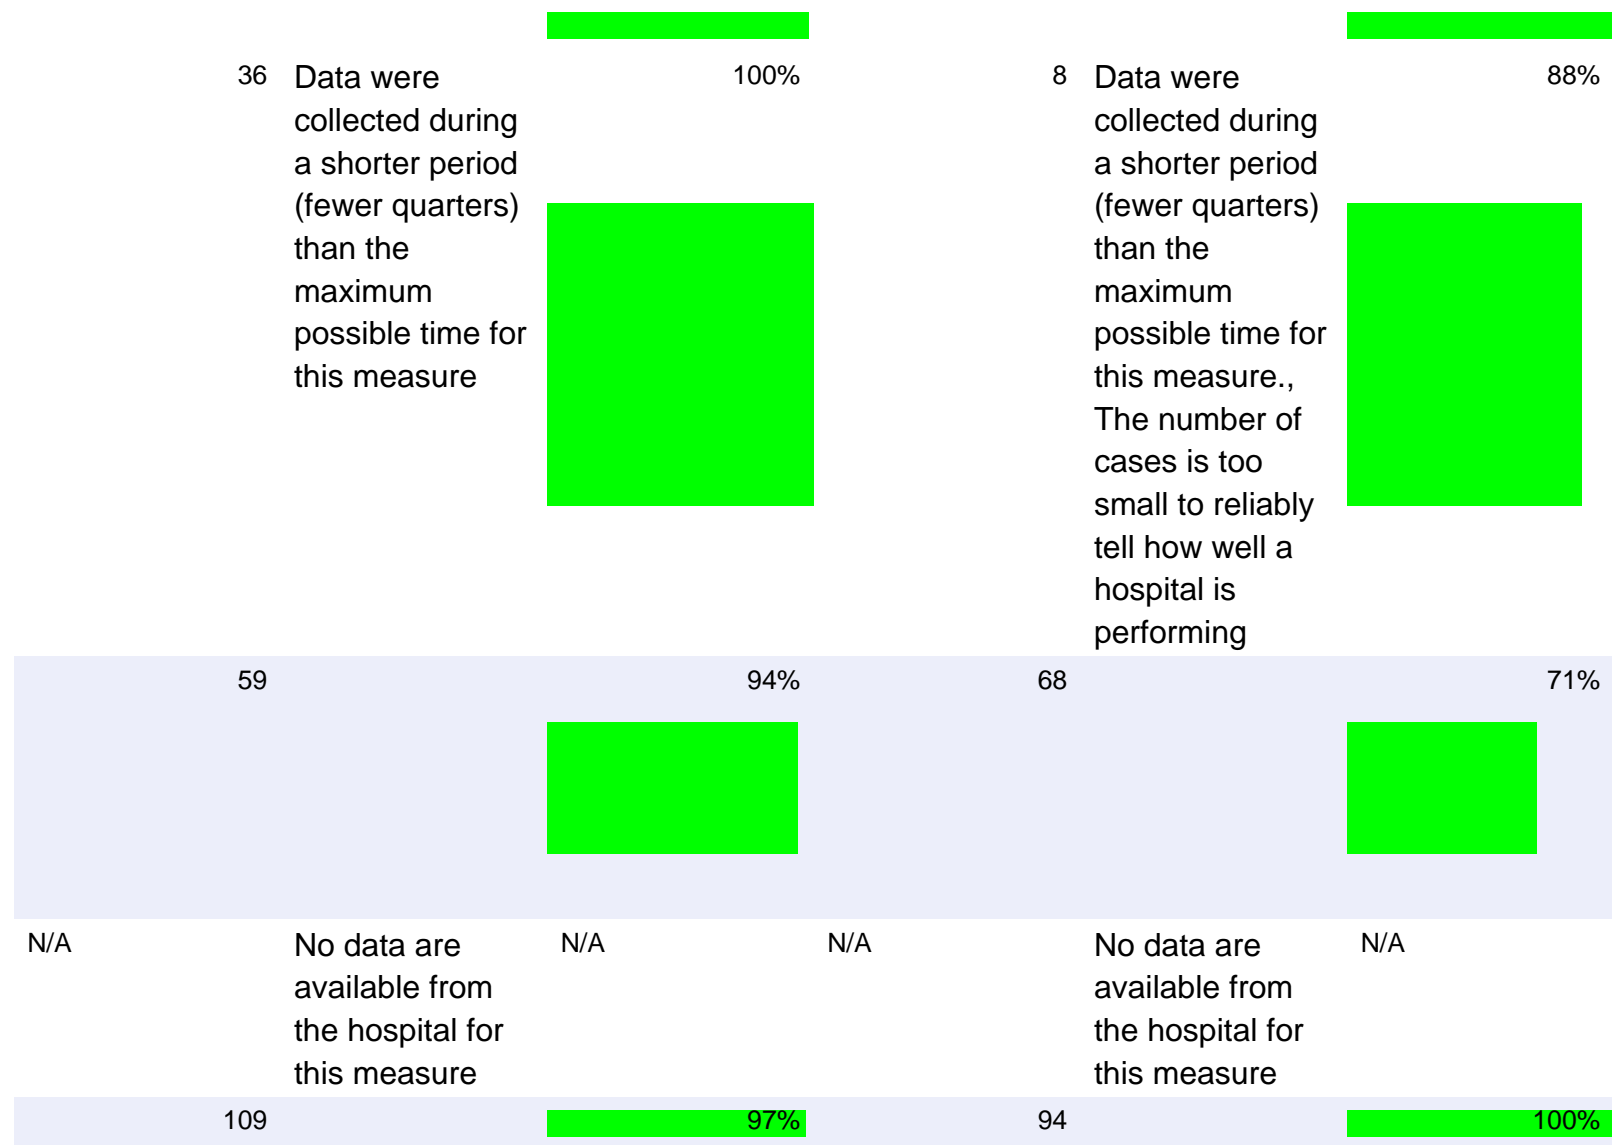 36 Data were 100% 8 Data were 88%
collected during collected during
a shorter period a shorter period
(fewer quarters) (fewer quarters)
than the than the
maximum maximum
possible time for possible time for
this measure this measure.,
The number of
cases is too
small to reliably
tell how well a
hospital is
performing
59 94% 68 71%
N/A No data are N/A N/A No data are N/A
available from available from
the hospital for the hospital for
this measure this measure
109 97% 94 100%